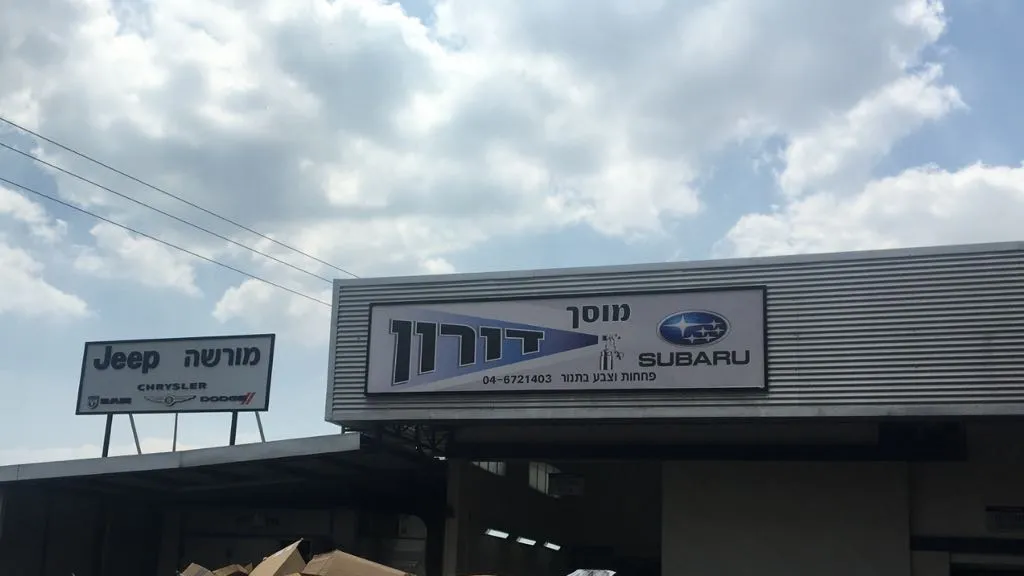 Jeep מורשה
CHRYSLER
RAM DODGE
מוסך
דורון
SUBARU
פחחות וצבע בתנור 04-6721403